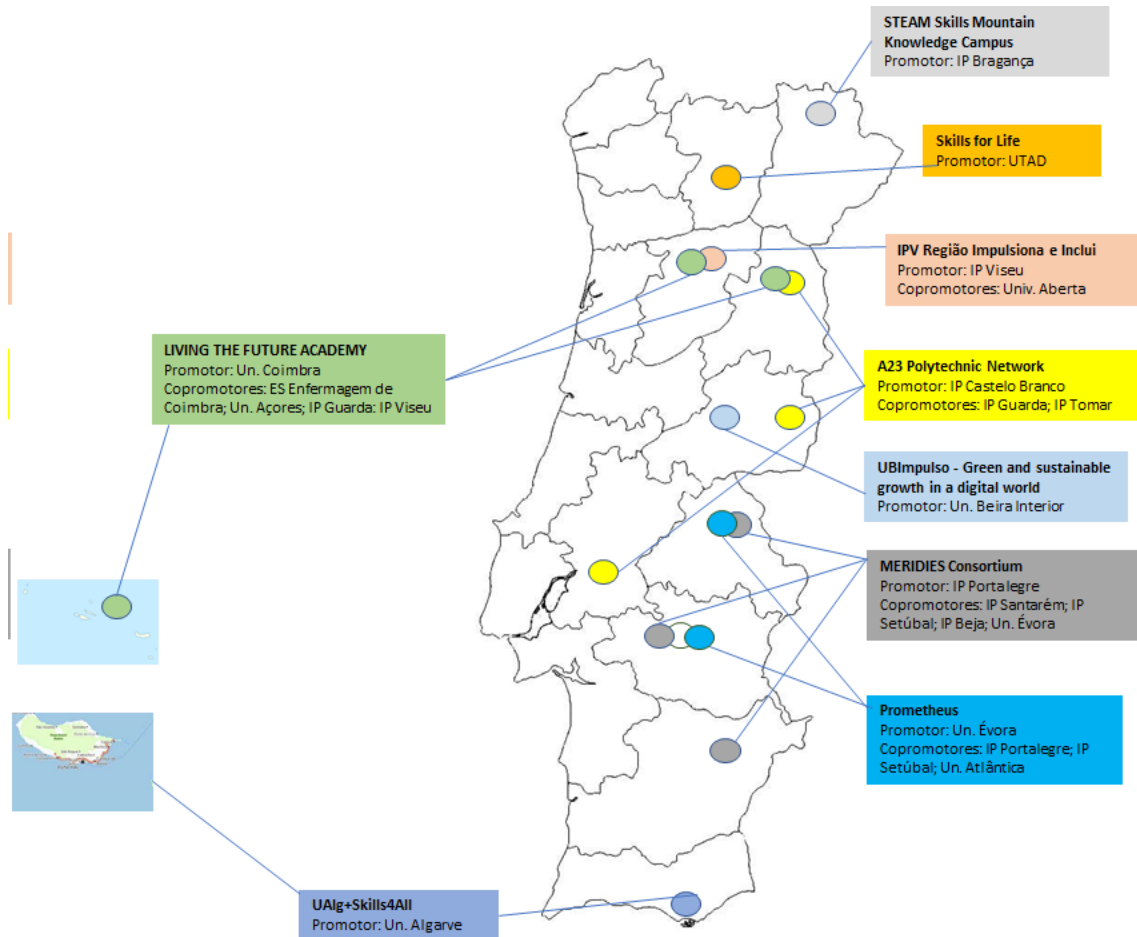 STEAM Skills Mountain
Knowledge Campus
Promotor: IP Bragança
Skills for Life
Promotor: UTAD
IPV Região Impulsiona e Inclui
Promotor: IP Viseu
Copromotores: Univ. Aberta
LIVING THE FUTURE ACADEMY
Promotor: Un. Coimbra
Copromotores: ES Enfermagem de
Coimbra; Un. Açores; IP Guarda: IP Viseu
A23 Polytechnic Network
Promotor: IP Castelo Branco
Copromotores: IP Guarda; IP Tomar
UBImpulso - Green and sustainable
growth in a digital world
Promotor: Un. Beira Interior
MERIDIES Consortium
Promotor: IP Portalegre
Copromotores: IP Santarém; IP
Setúbal; IP Beja; Un. Évora
Prometheus
Promotor: Un. Évora
Copromotores: IP Portalegre; IP
Setúbal; Un. Atlântica
UAlg+Skills4All
Promotor: Un. Algarve